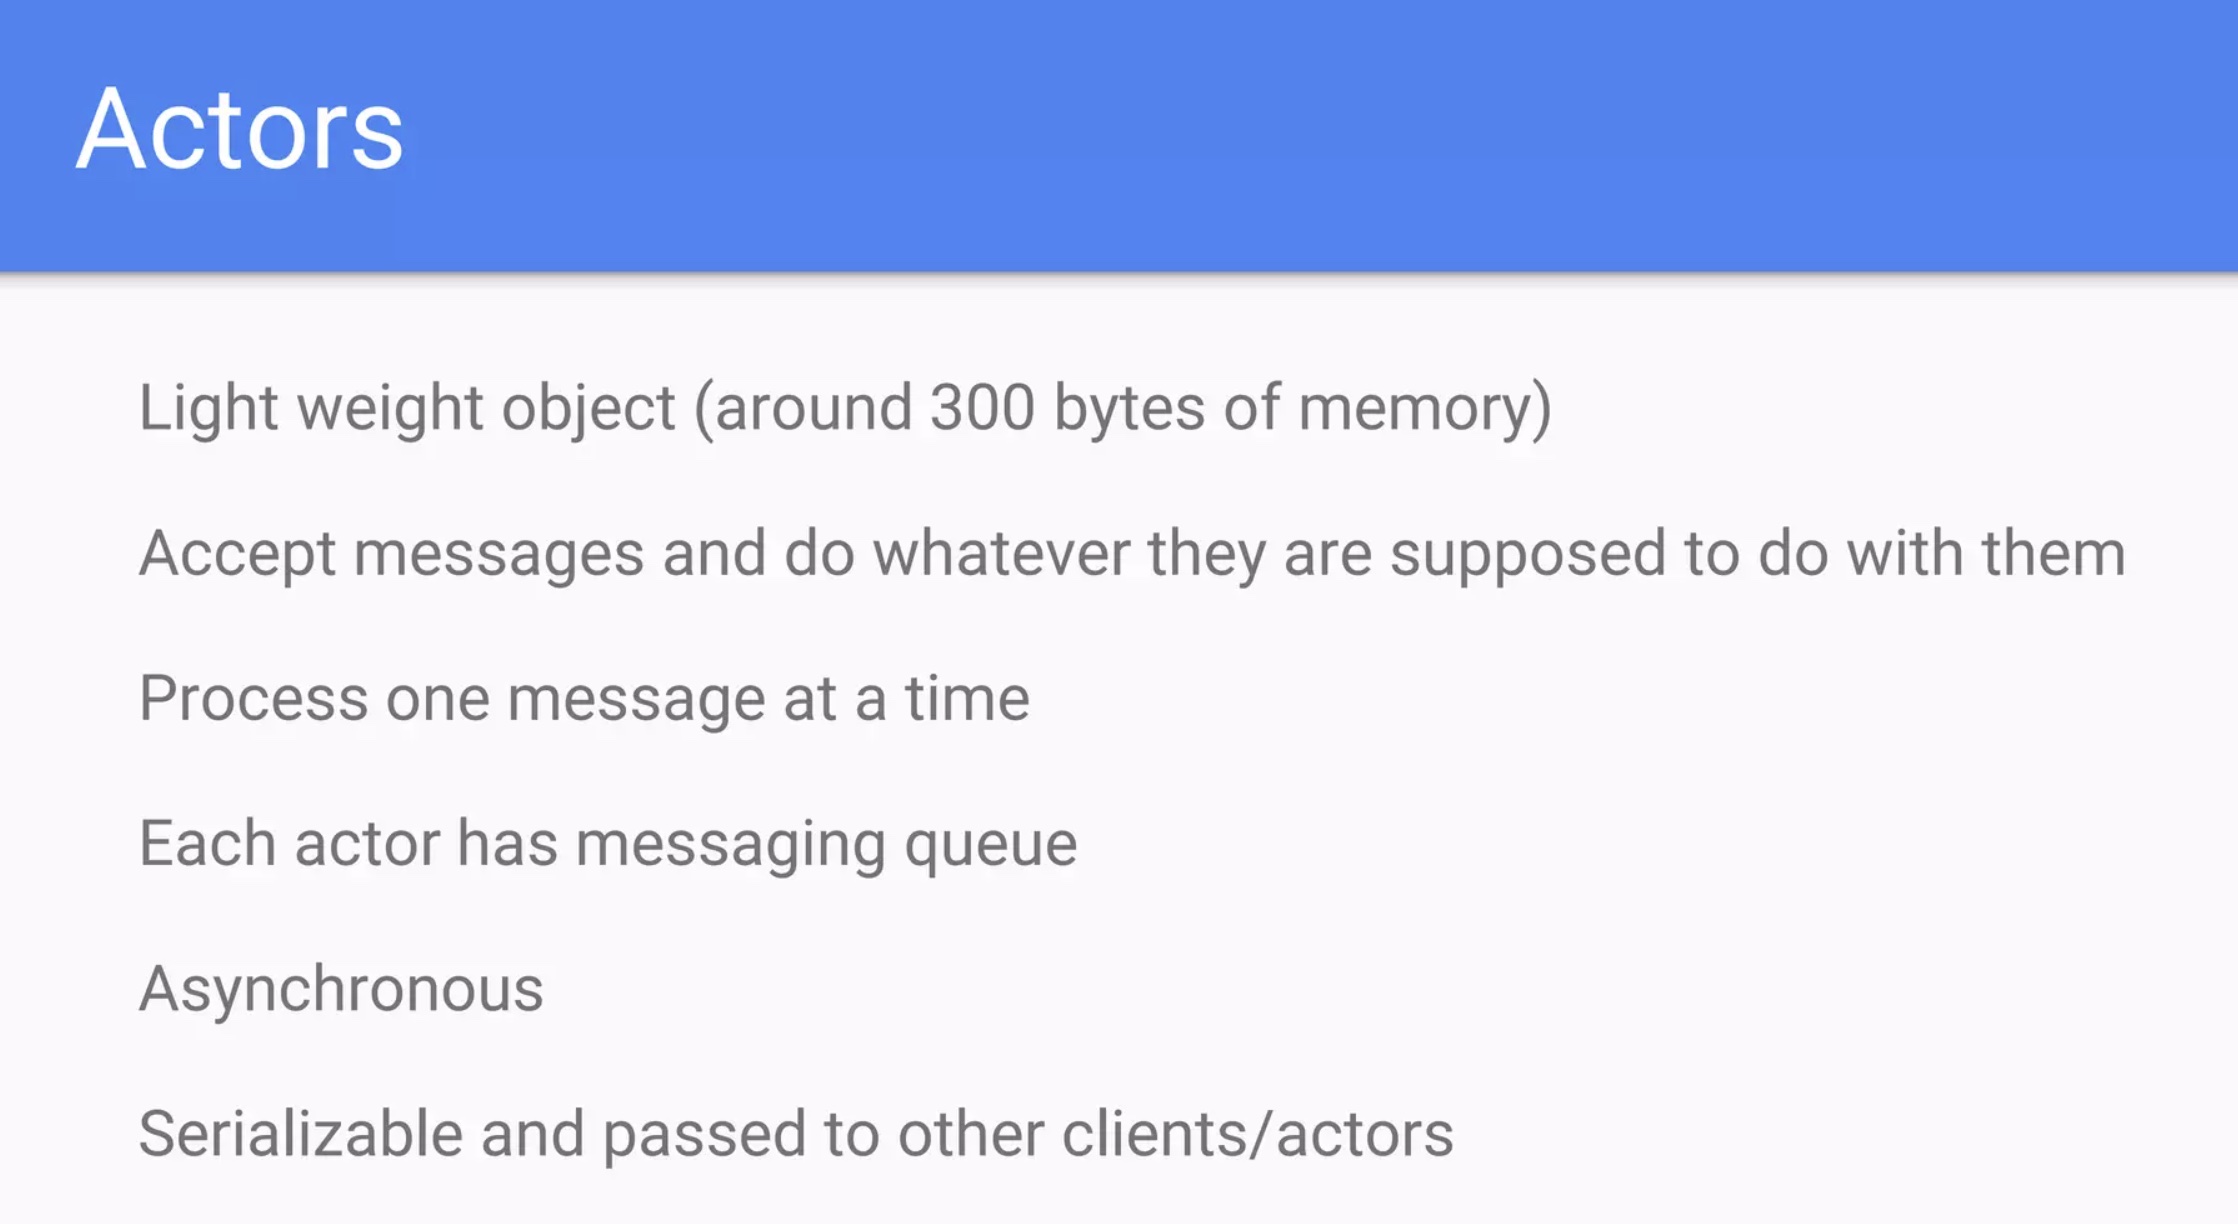 Actors
Light weight object (around 300 bytes of memory)
Accept messages and do whatever they are supposed to do with them
Process one message at a time
Each actor has messaging queue
Asynchronous
Serializable and passed to other clients/actors